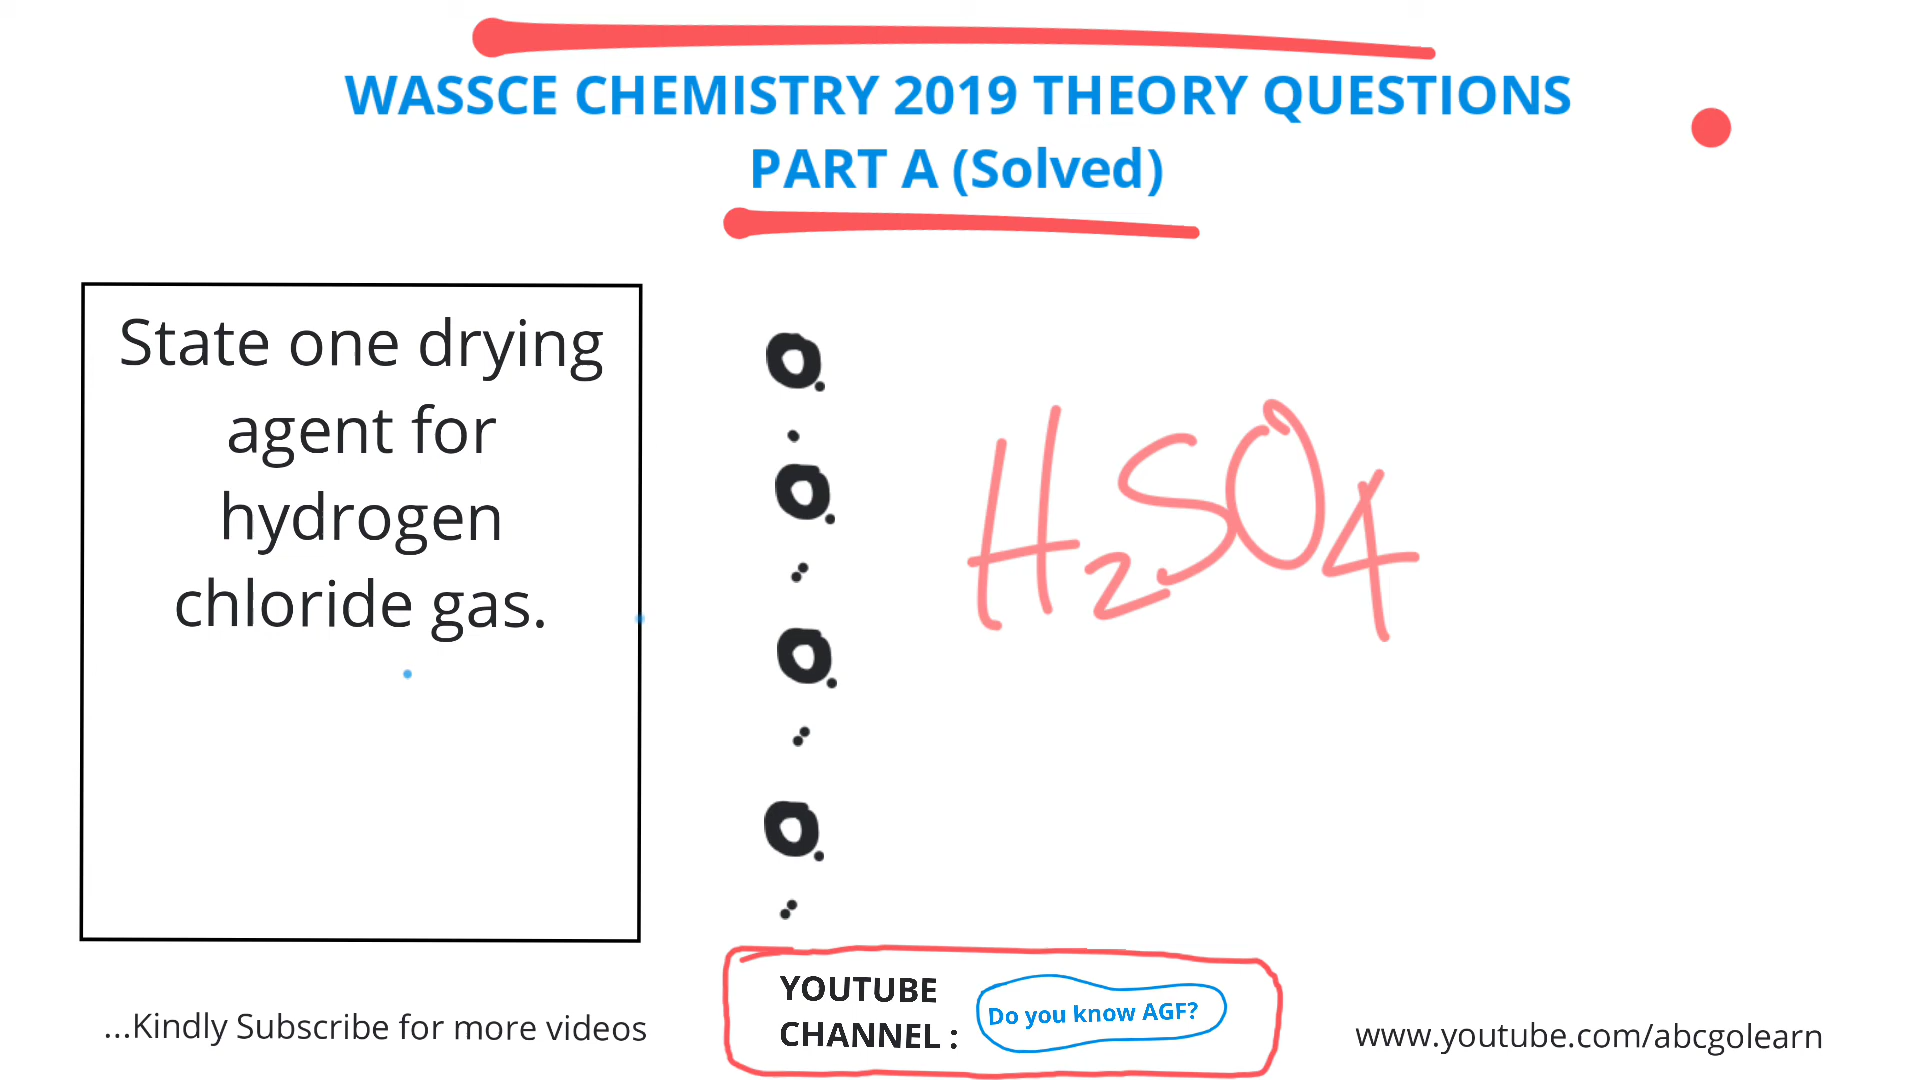 WASSCE CHEMISTRY 2019 THEORY QUESTIONS
PART A (Solved)
State one drying
agent for
hydrogen
chloride gas.
H₂SO₄
...Kindly Subscribe for more videos
YOUTUBE
CHANNEL :
Do you know AGF?
www.youtube.com/abcgolearn